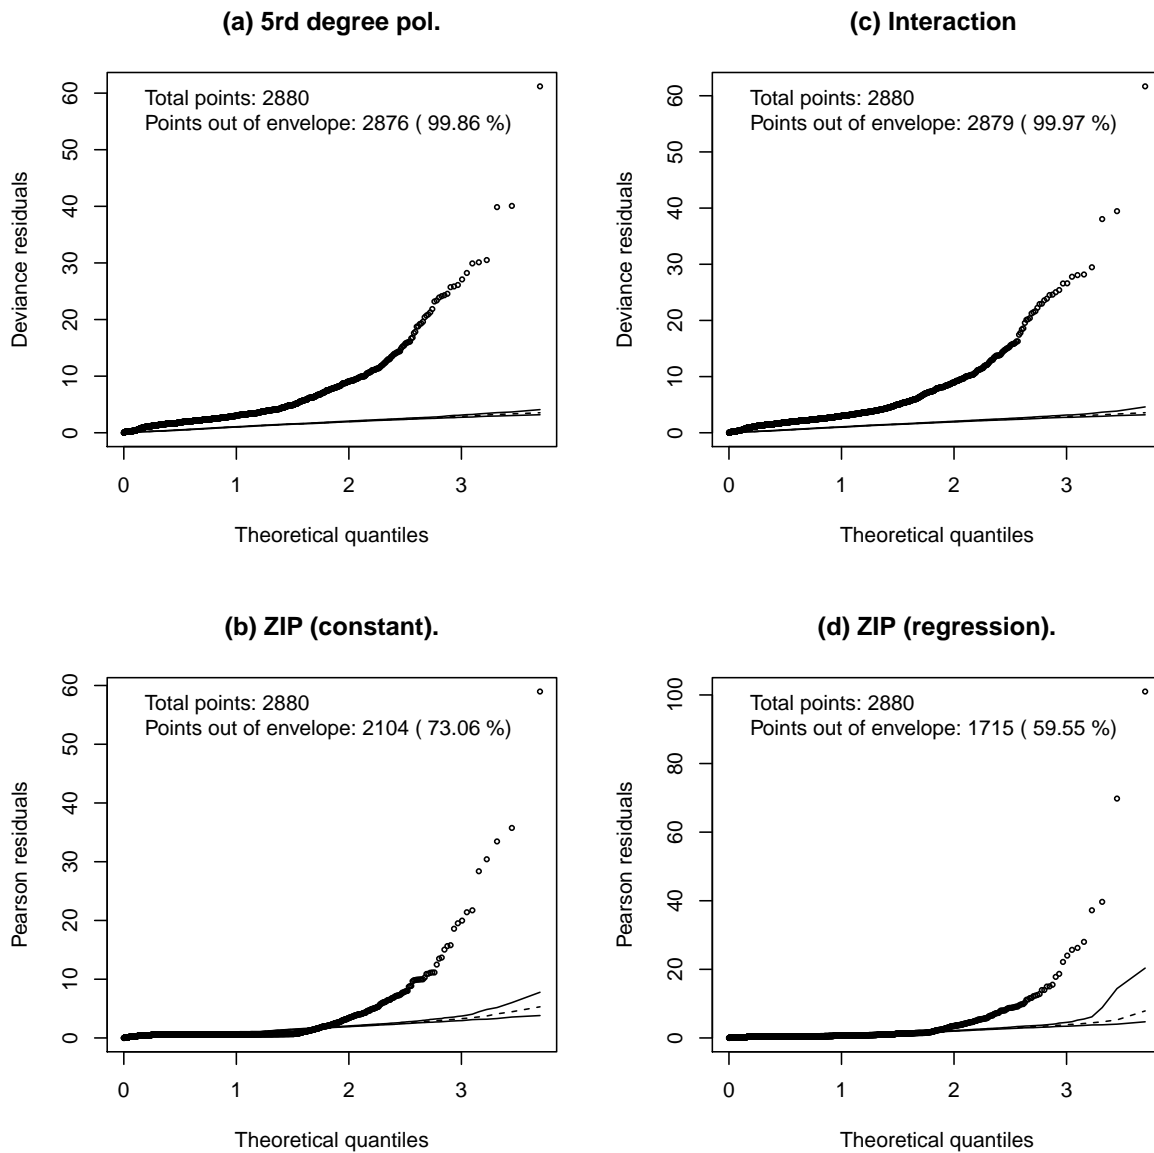 (a) 5rd degree pol.
Total points: 2880
Points out of envelope: 2876 ( 99.86 %)
Deviance residuals
0 10 20 30 40 50 60
0 1 2 3
Theoretical quantiles
(c) Interaction
Total points: 2880
Points out of envelope: 2879 ( 99.97 %)
Deviance residuals
0 10 20 30 40 50 60
0 1 2 3
Theoretical quantiles
(b) ZIP (constant).
Total points: 2880
Points out of envelope: 2104 ( 73.06 %)
Pearson residuals
0 10 20 30 40 50 60
0 1 2 3
Theoretical quantiles
(d) ZIP (regression).
Total points: 2880
Points out of envelope: 1715 ( 59.55 %)
Pearson residuals
0 20 40 60 80 100
0 1 2 3
Theoretical quantiles